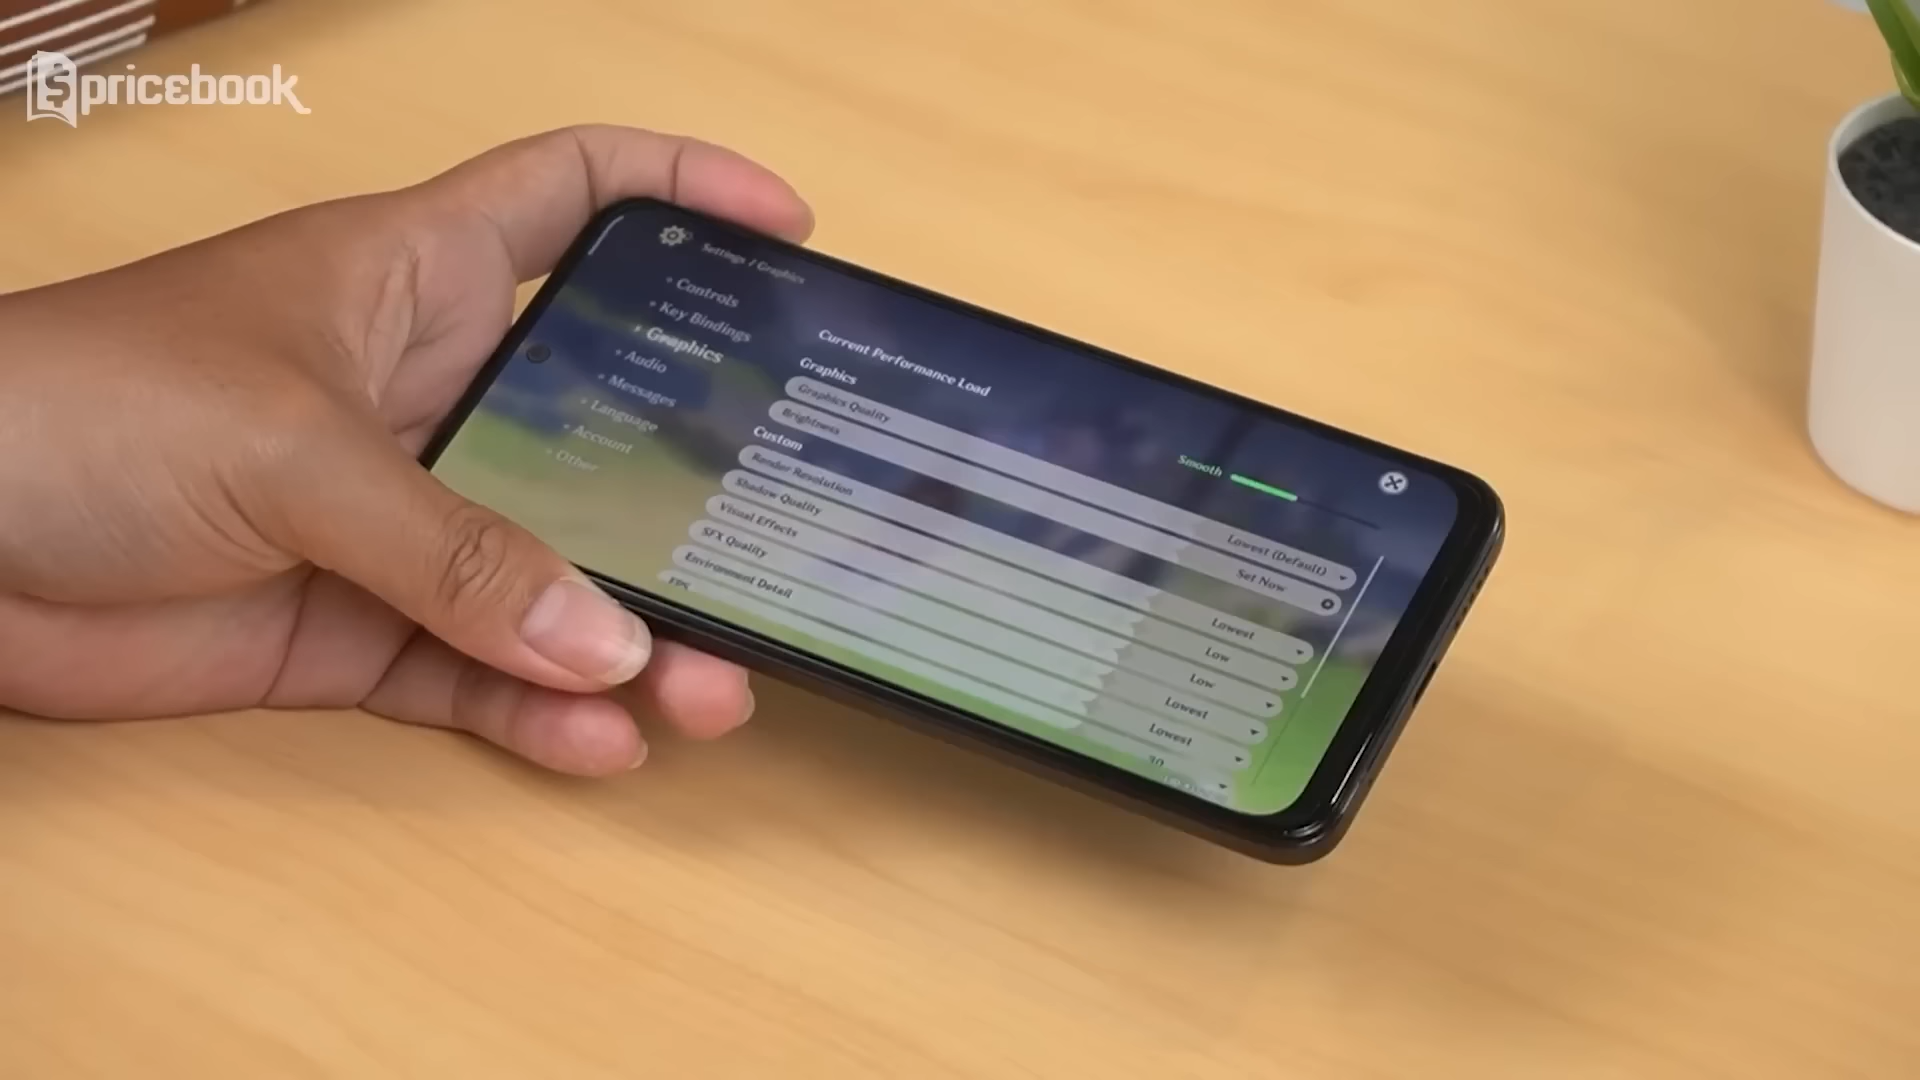 pricebook
Settings / Graphics
Controls
Key Bindings
Graphics
Audio
Messages
Language
Account
Other
Current Performance Load
Smooth
Graphics
Graphics Quality
Lowest (Default)
Brightness
Set Now
Custom
Render Resolution
Lowest
Shadow Quality
Low
Visual Effects
Low
SFX Quality
Lowest
Environment Detail
Lowest
FPS
30